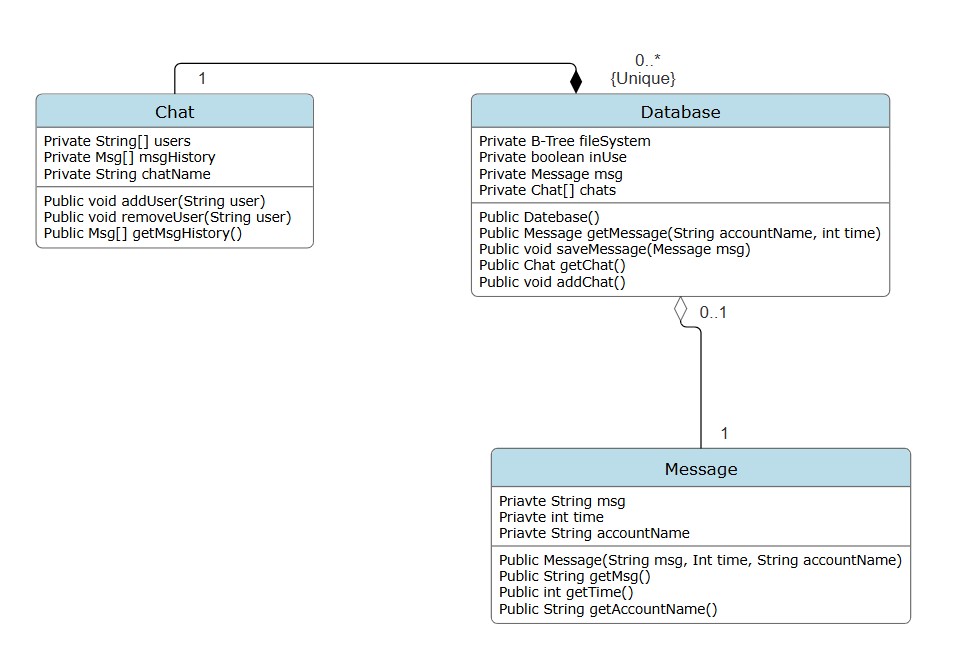 1
0..*
{Unique}
Chat
Private String[] users
Private Msg[] msgHistory
Private String chatName
Public void addUser(String user)
Public void removeUser(String user)
Public Msg[] getMsgHistory()
Database
Private B-Tree fileSystem
Private boolean inUse
Private Message msg
Private Chat[] chats
Public Datebase()
Public Message getMessage(String accountName, int time)
Public void saveMessage(Message msg)
Public Chat getChat()
Public void addChat()
0..1
1
Message
Priavte String msg
Priavte int time
Priavte String accountName
Public Message(String msg, Int time, String accountName)
Public String getMsg()
Public int getTime()
Public String getAccountName()